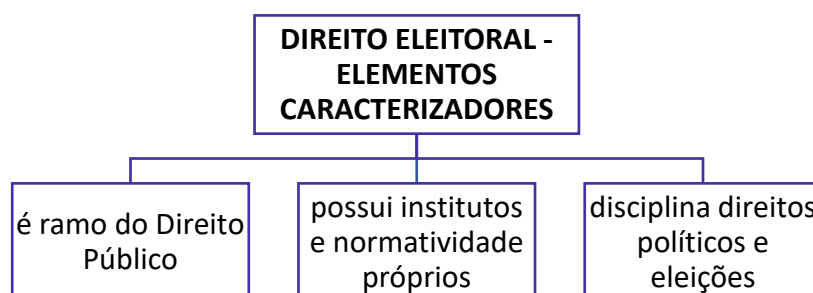 DIREITO ELEITORAL -
ELEMENTOS
CARACTERIZADORES
é ramo do Direito
Público
possui institutos
e normatividade
próprios
disciplina direitos
políticos e
eleições